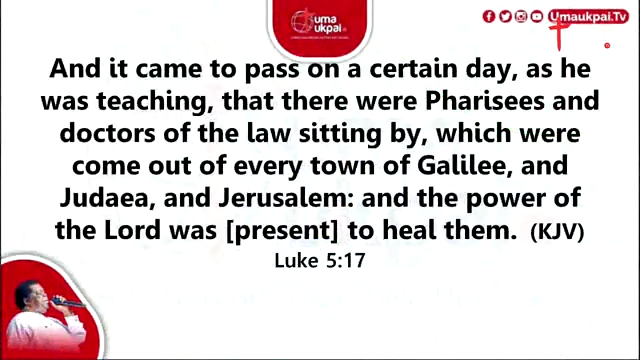 uma
ukpai
Umaukpai.Tv
And it came to pass on a certain day, as he
was teaching, that there were Pharisees and
doctors of the law sitting by, which were
come out of every town of Galilee, and
Judaea, and Jerusalem: and the power of
the Lord was [present] to heal them. (KJV)
Luke 5:17